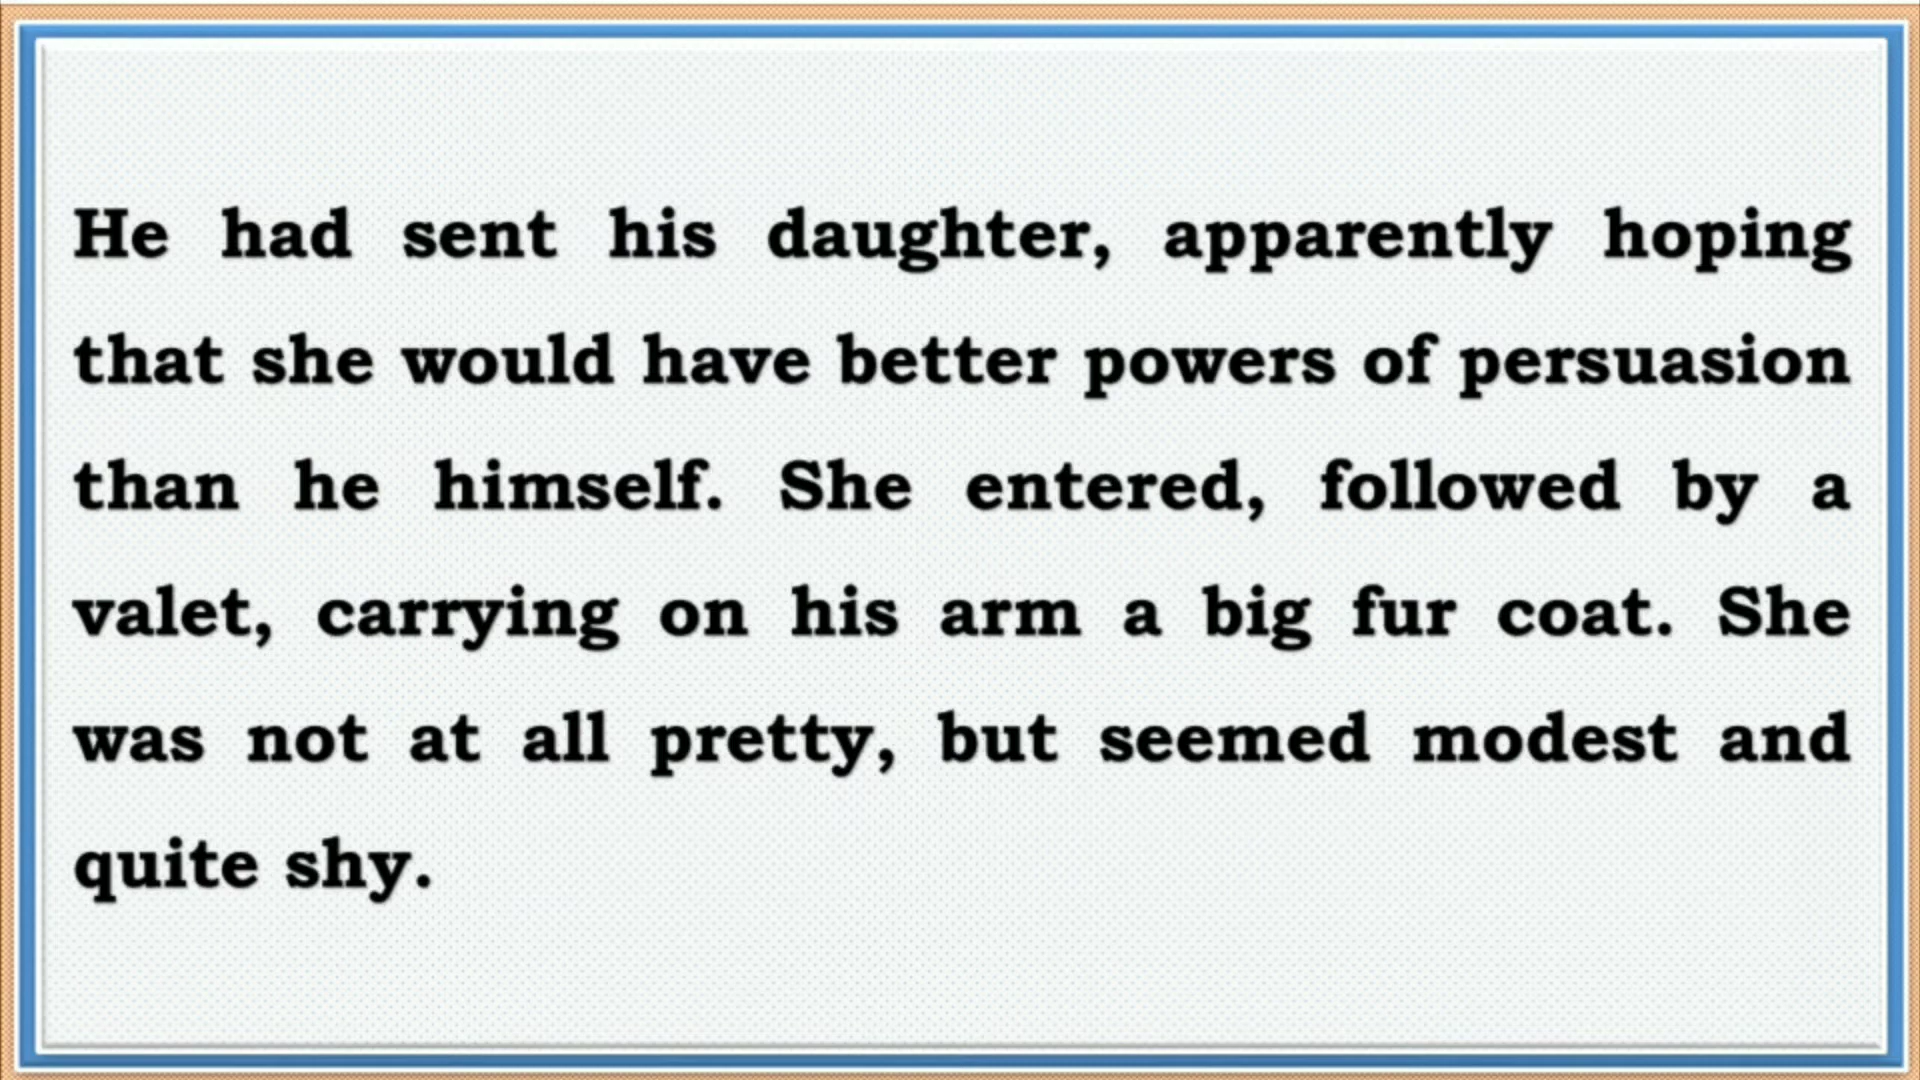 He had sent his daughter, apparently hoping
that she would have better powers of persuasion
than he himself. She entered, followed by a
valet, carrying on his arm a big fur coat. She
was not at all pretty, but seemed modest and
quite shy.